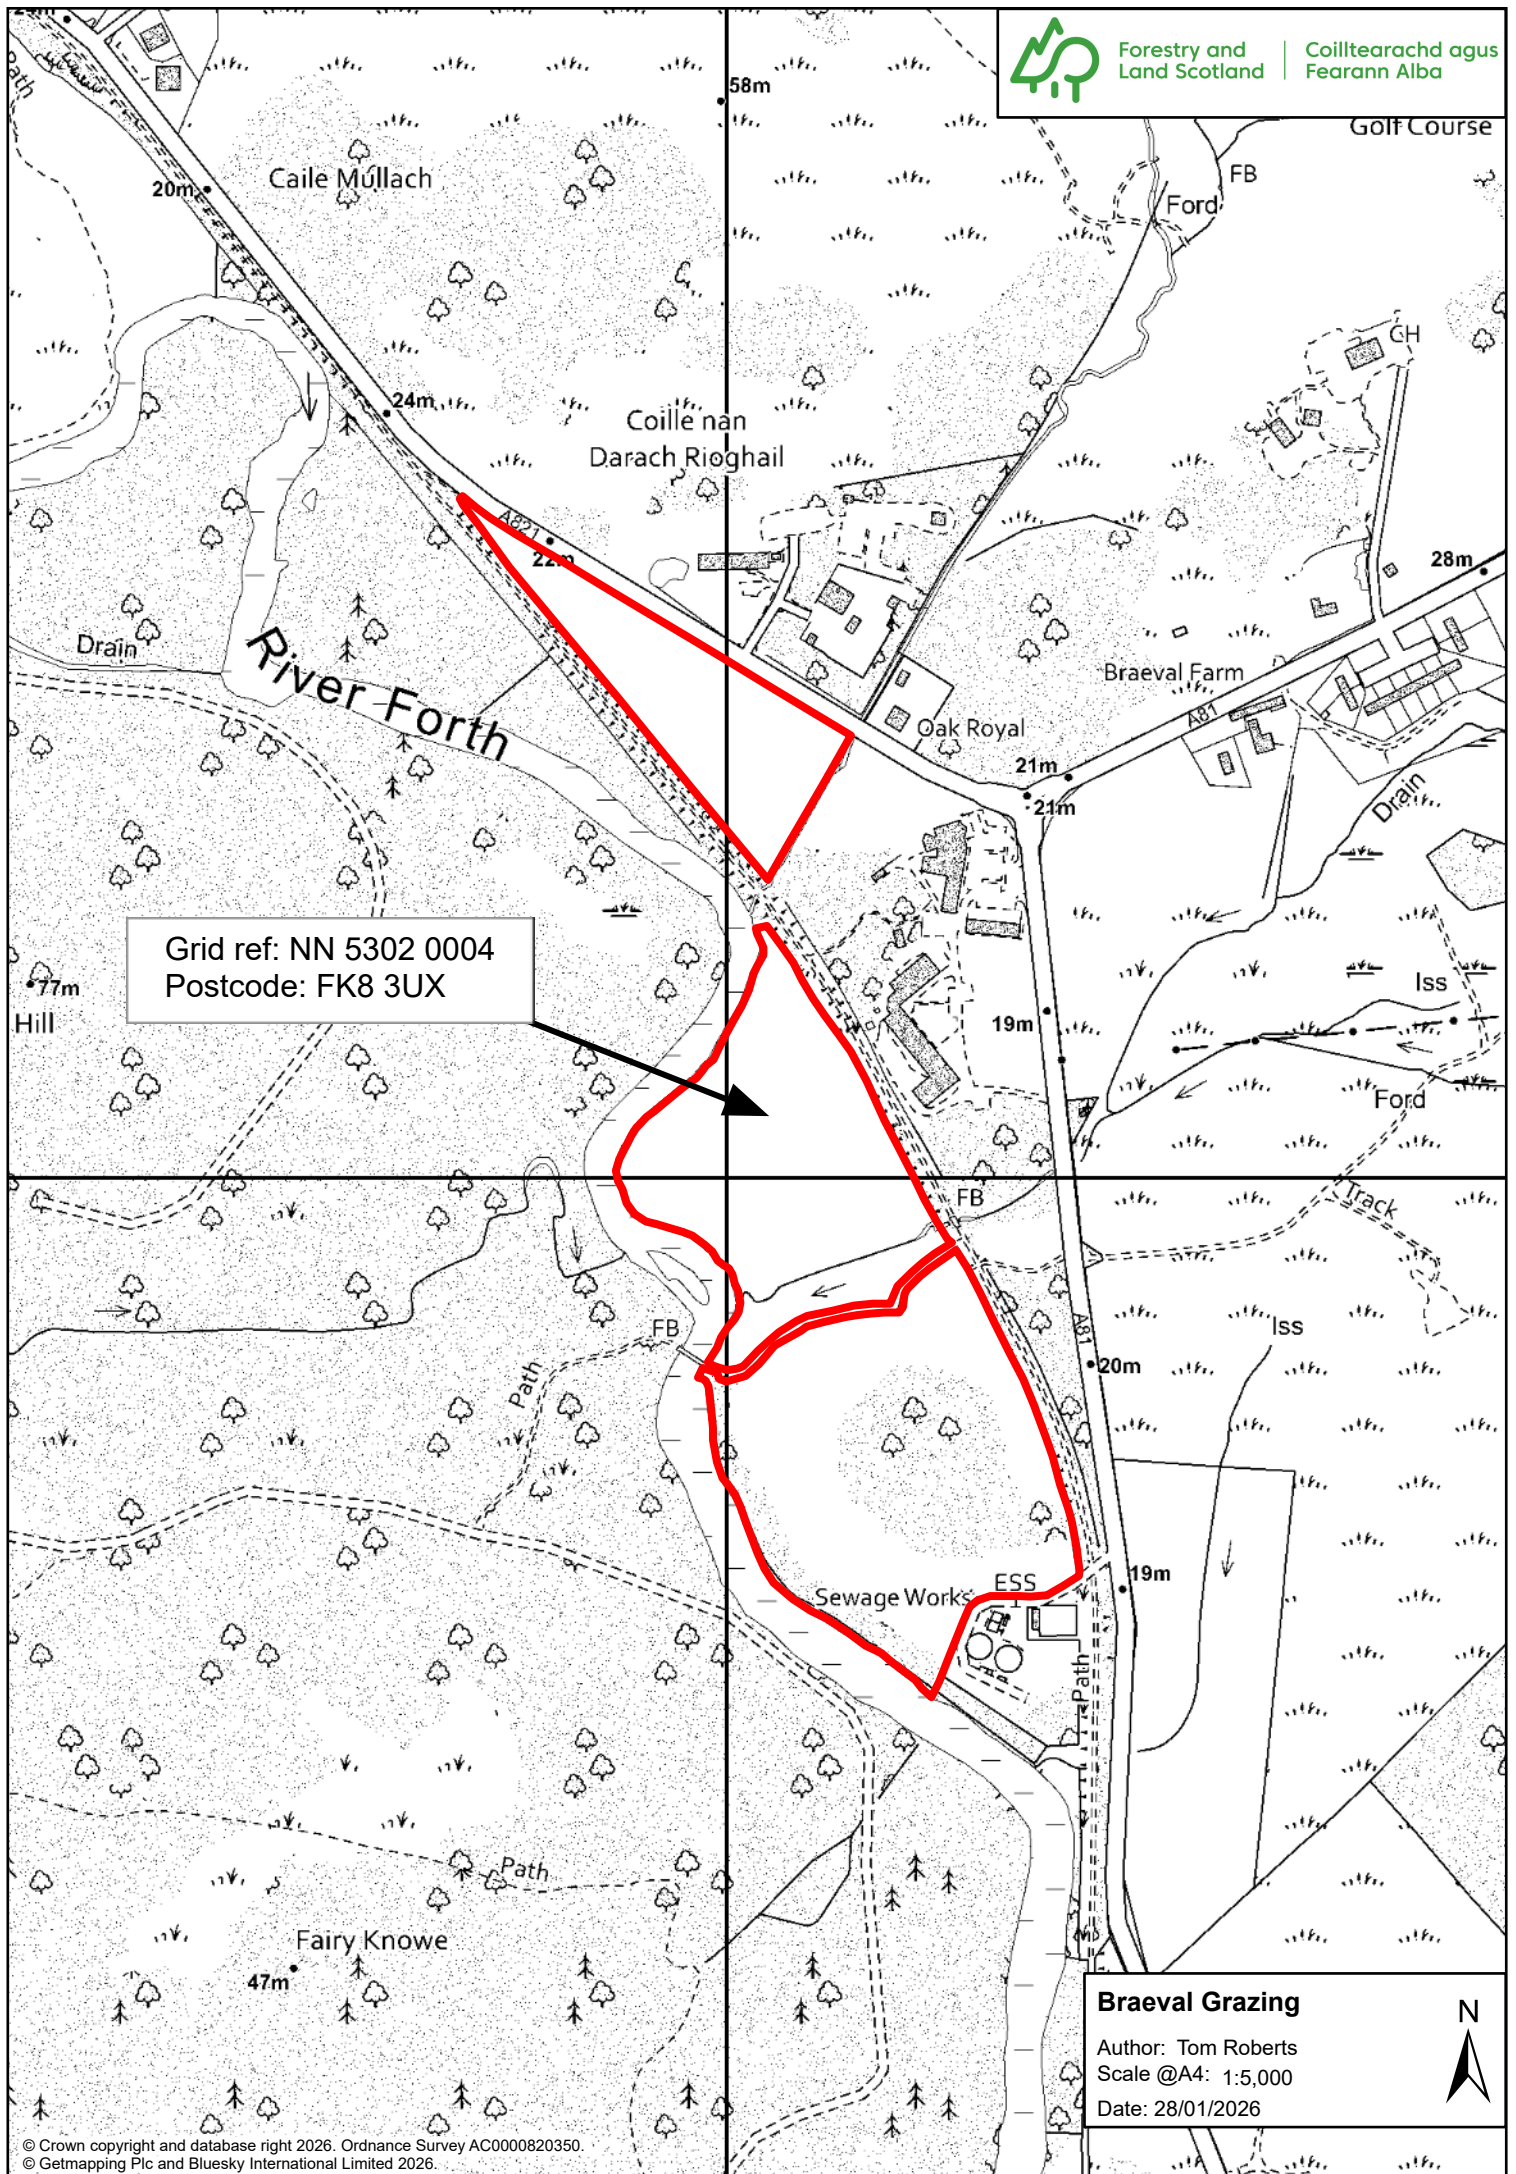 24m
Path
Forestry and
Land Scotland
Coilltearachd agus
Fearann Alba
58m
Golf Course
FB
Ford
Caile Mullach
20m
CH
24m
Coille nan
Darach Rioghail
A821
22m
28m
Drain
River Forth
Braeval Farm
A81
Oak Royal
21m
21m
Drain
Grid ref: NN 5302 0004
Postcode: FK8 3UX
77m
Hill
Iss
19m
Ford
FB
Track
A81
Iss
FB
20m
Path
19m
Sewage Works
ESS
Path
Path
Fairy Knowe
47m
Braeval Grazing
N
Author: Tom Roberts
Scale @A4: 1:5,000
Date: 28/01/2026
© Crown copyright and database right 2026. Ordnance Survey AC0000820350.
© Getmapping Plc and Bluesky International Limited 2026.